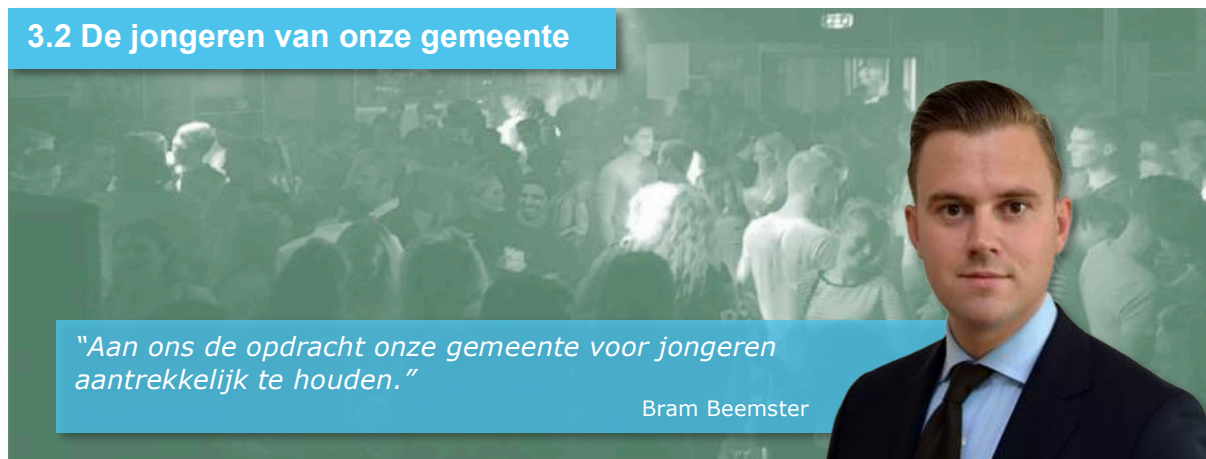 3.2 De jongeren van onze gemeente
“Aan ons de opdracht onze gemeente voor jongeren
aantrekkelijk te houden.”
Bram Beemster